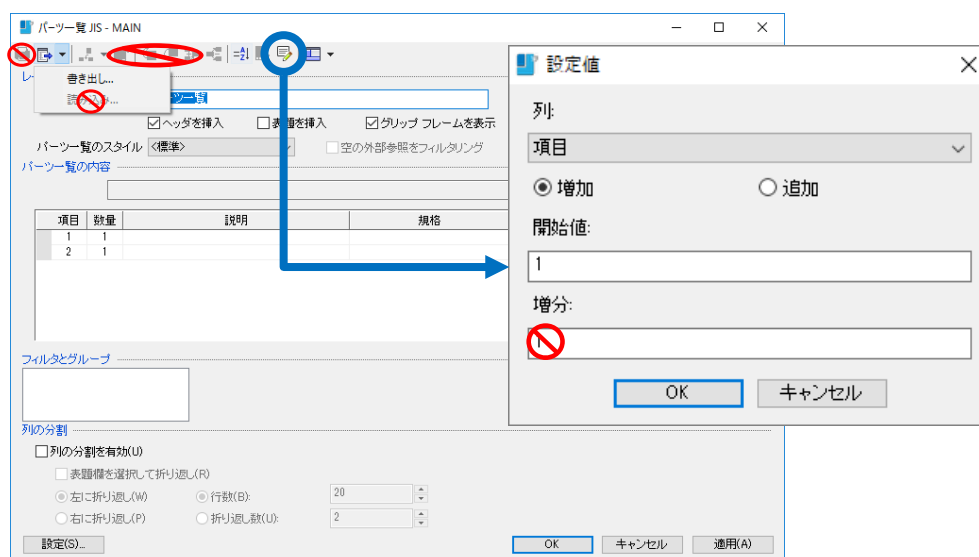 パーツ一覧 JIS - MAIN
書き出し...
パーツ一覧
ヘッダを挿入 表題を挿入 グリップ フレームを表示
パーツ一覧のスタイル <標準> 空の外部参照をフィルタリング
パーツ一覧の内容
項目 数量 説明 規格
1 1
2 1
フィルタとグループ
列の分割
列の分割を有効(U)
表題欄を選択して折り返し(R)
左に折り返し(W) 行数(B): 20
右に折り返し(P) 折り返し数(U): 2
設定(S)... OK キャンセル 適用(A)
設定値
列:
項目
増加 追加
開始値:
1
増分:
OK キャンセル